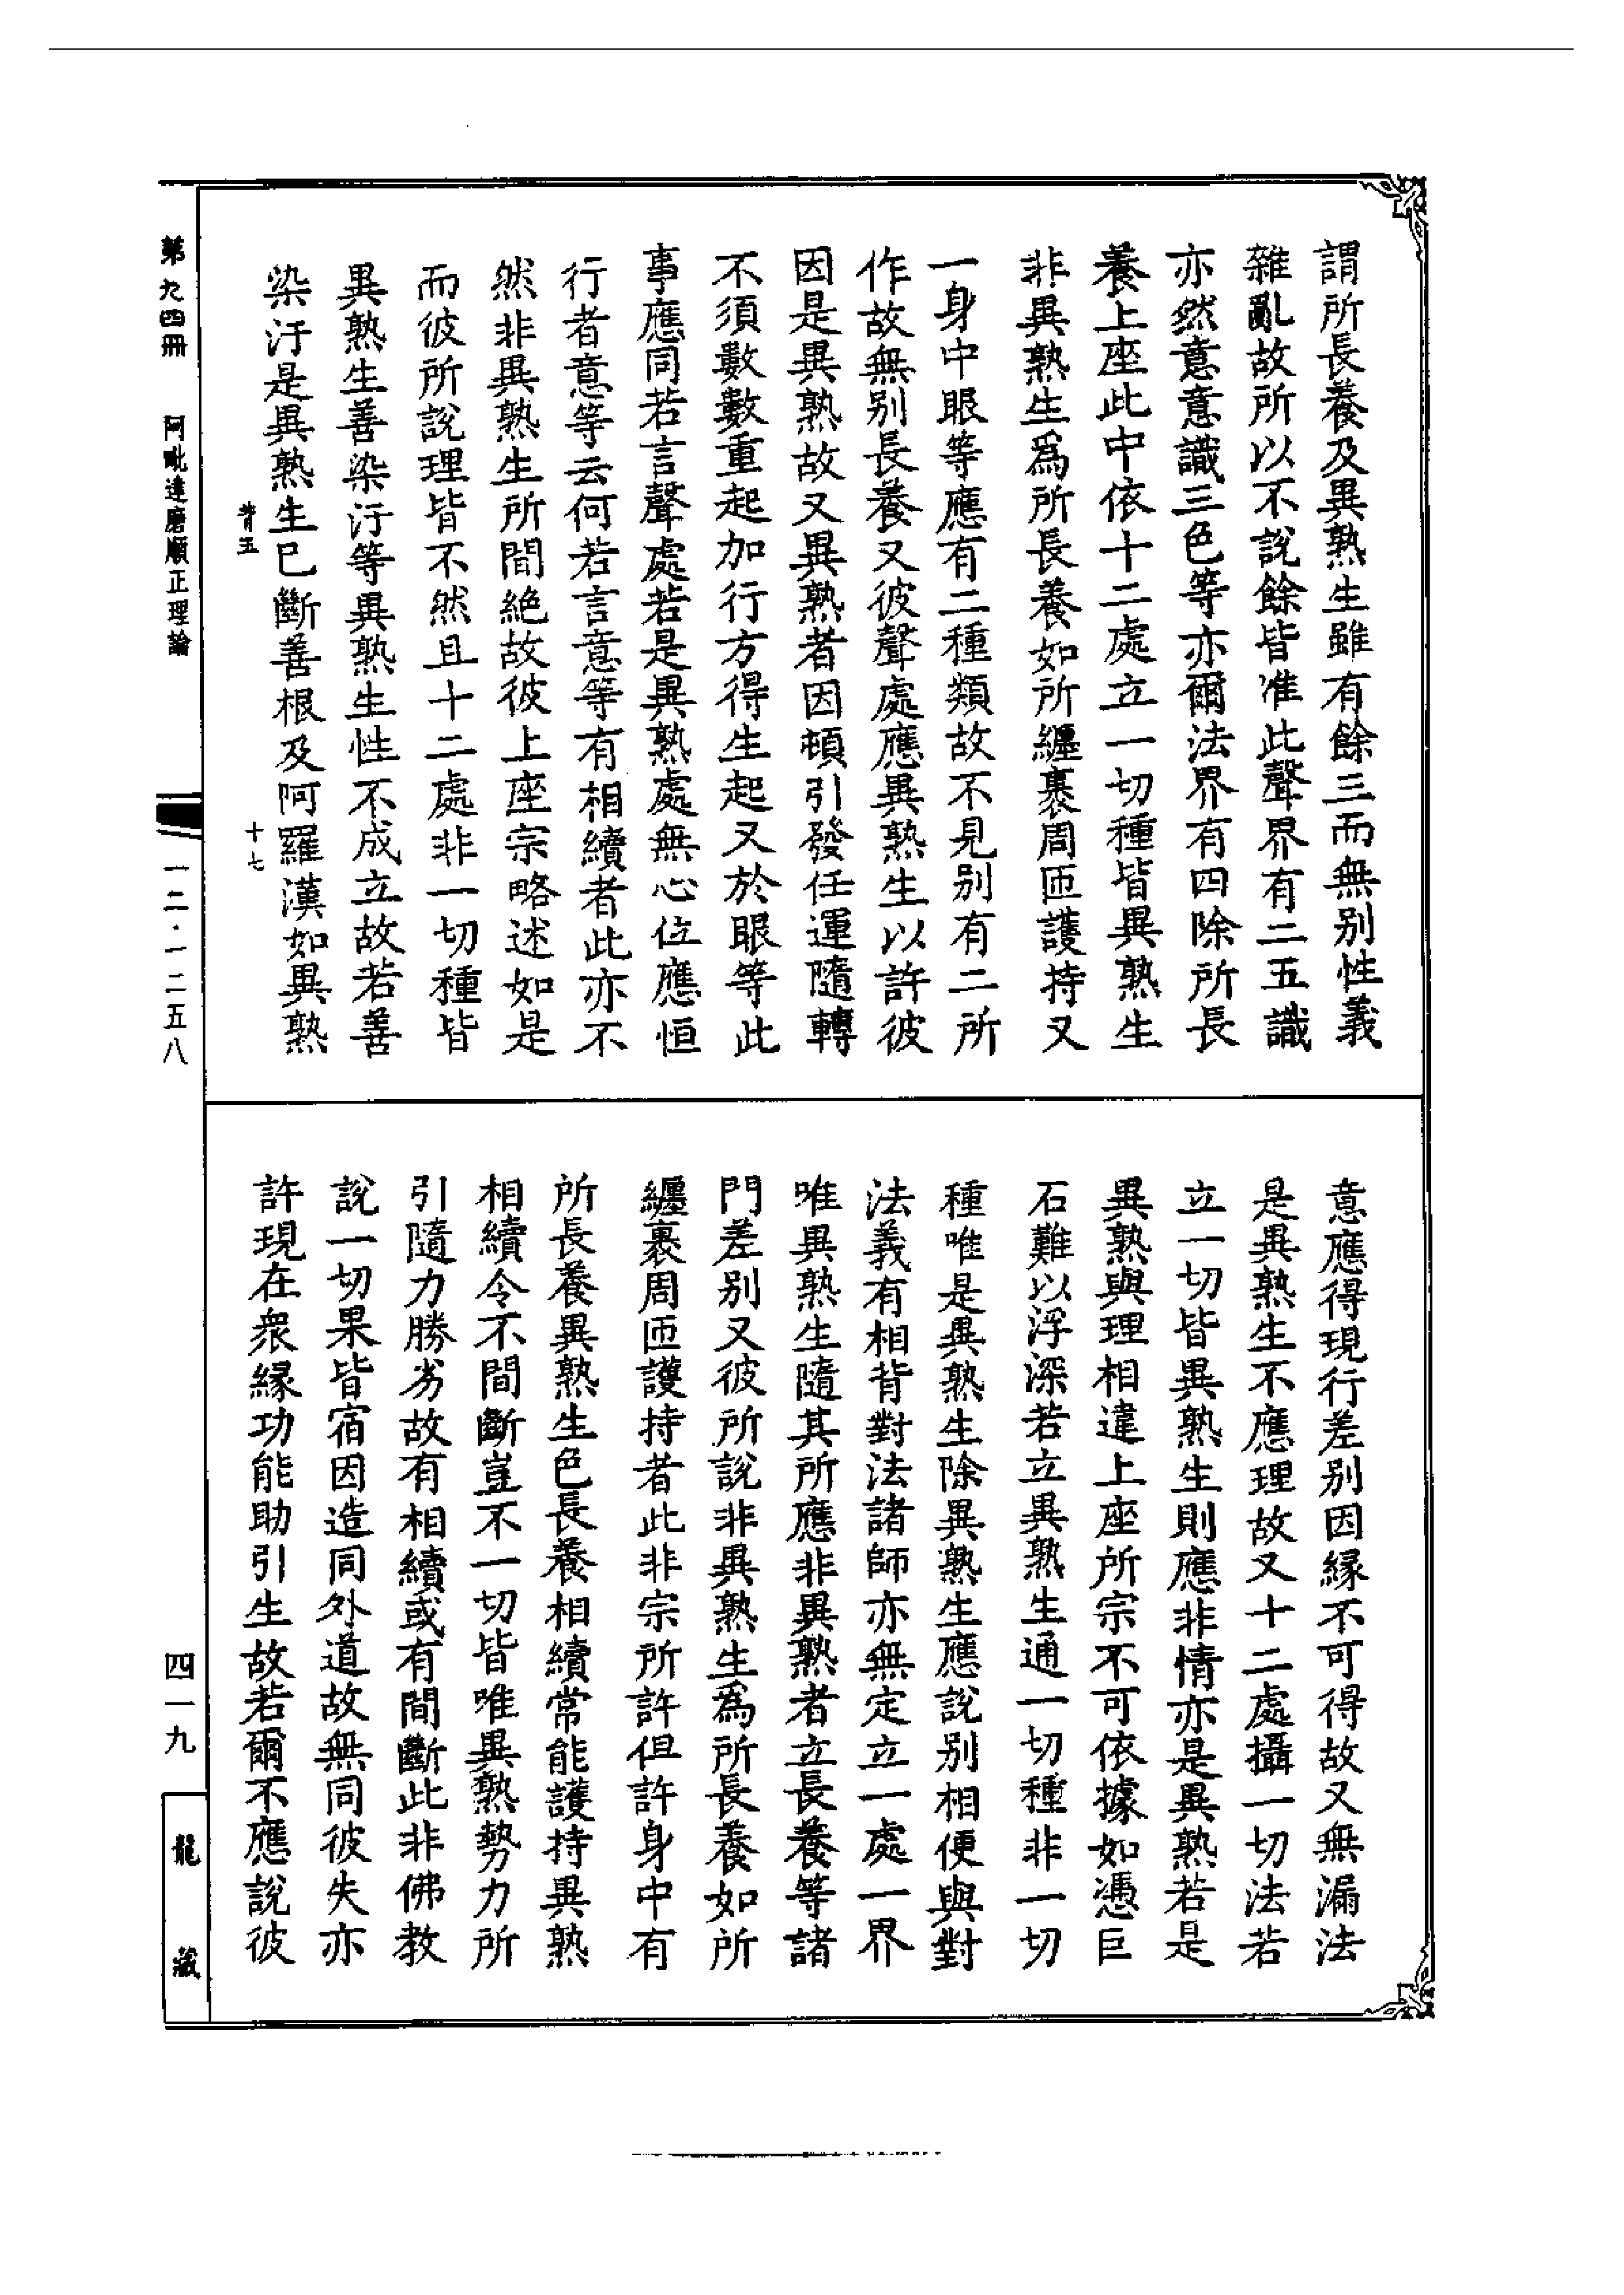 謂所長養及異熟生雖有餘三而無別性義
雜亂故所以不說餘皆准此聲界有二五識
亦然意意識三色等亦爾法界有四除所長
養上座此中依十二處立一切種皆異熟生
非異熟生為所長養如所纏裹周匝護持又
一身中眼等應有二種類故不見別有二所
作故無別長養又彼聲處應異熟生以許彼
因是異熟故又異熟者因頓引發任運隨轉
不須數數重起加行方得生起又於眼等此
事應同若言聲處若是異熟處無心位應恒
行者意等云何若言意等有相續者此亦不
然非異熟生所間絕故彼上座宗略述如是
而彼所說理皆不然且十二處非一切種皆
異熟生善染汙等異熟生性不成立故若善
染汙是異熟生已斷善根及阿羅漢如異熟
意應得現行差別因緣不可得故又無漏法
是異熟生不應理故又十二處攝一切法若
立一切皆異熟生則應非情亦是異熟若是
異熟與理相違上座所宗不可依據如憑巨
石難以浮深若立異熟生通一切種非一切
種唯是異熟生除異熟生應說別相便與對
法義有相背對法諸師亦無定立一處一界
唯異熟生隨其所應非異熟者立長養等諸
門差別又彼所說非異熟生為所長養如所
纏裹周匝護持者此非宗所許但許身中有
所長養異熟生色長養相續常能護持異熟
相續令不間斷豈不一切皆唯異熟勢力所
引隨力勝劣故有相續或有間斷此非佛教
說一切果皆宿因造同外道故無同彼失亦
許現在眾緣功能助引生故若爾不應說彼
背五
十七
第九四冊
阿毗達磨順正理論
一二·一二五八
四一九
龍藏